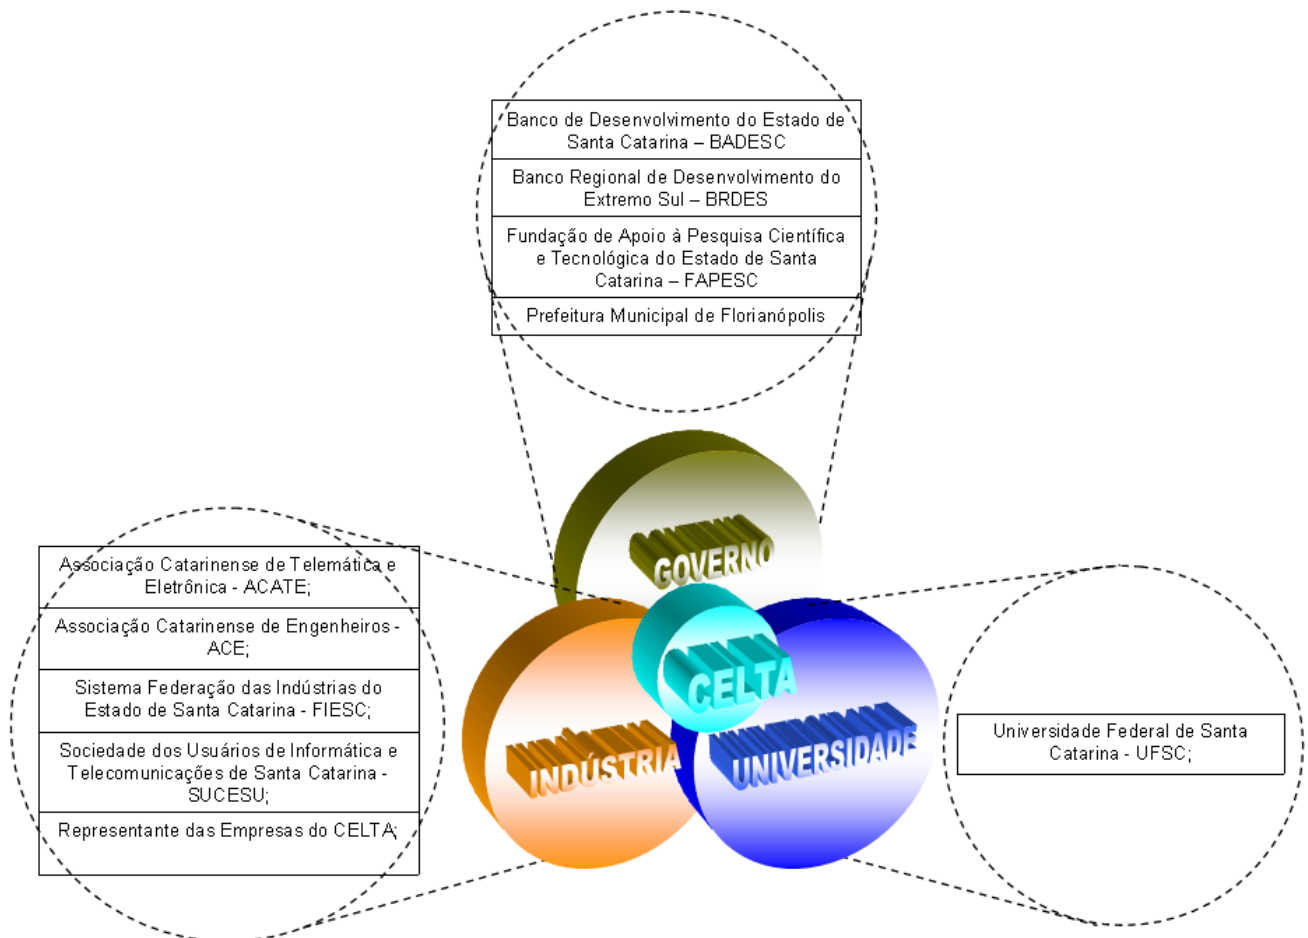 Banco de Desenvolvimento do Estado de
Santa Catarina – BADESC
Banco Regional de Desenvolvimento do
Extremo Sul – BRDES
Fundação de Apoio à Pesquisa Científica
e Tecnológica do Estado de Santa
Catarina – FAPESC
Prefeitura Municipal de Florianópolis
GOVERNO
Associação Catarinense de Telemática e
Eletrônica - ACATE;
Associação Catarinense de Engenheiros -
ACE;
Sistema Federação das Indústrias do
Estado de Santa Catarina - FIESC;
Sociedade dos Usuários de Informática e
Telecomunicações de Santa Catarina -
SUCESU;
Representante das Empresas do CELTA;
CELTA
INDÚSTRIA
UNIVERSIDADE
Universidade Federal de Santa
Catarina - UFSC;